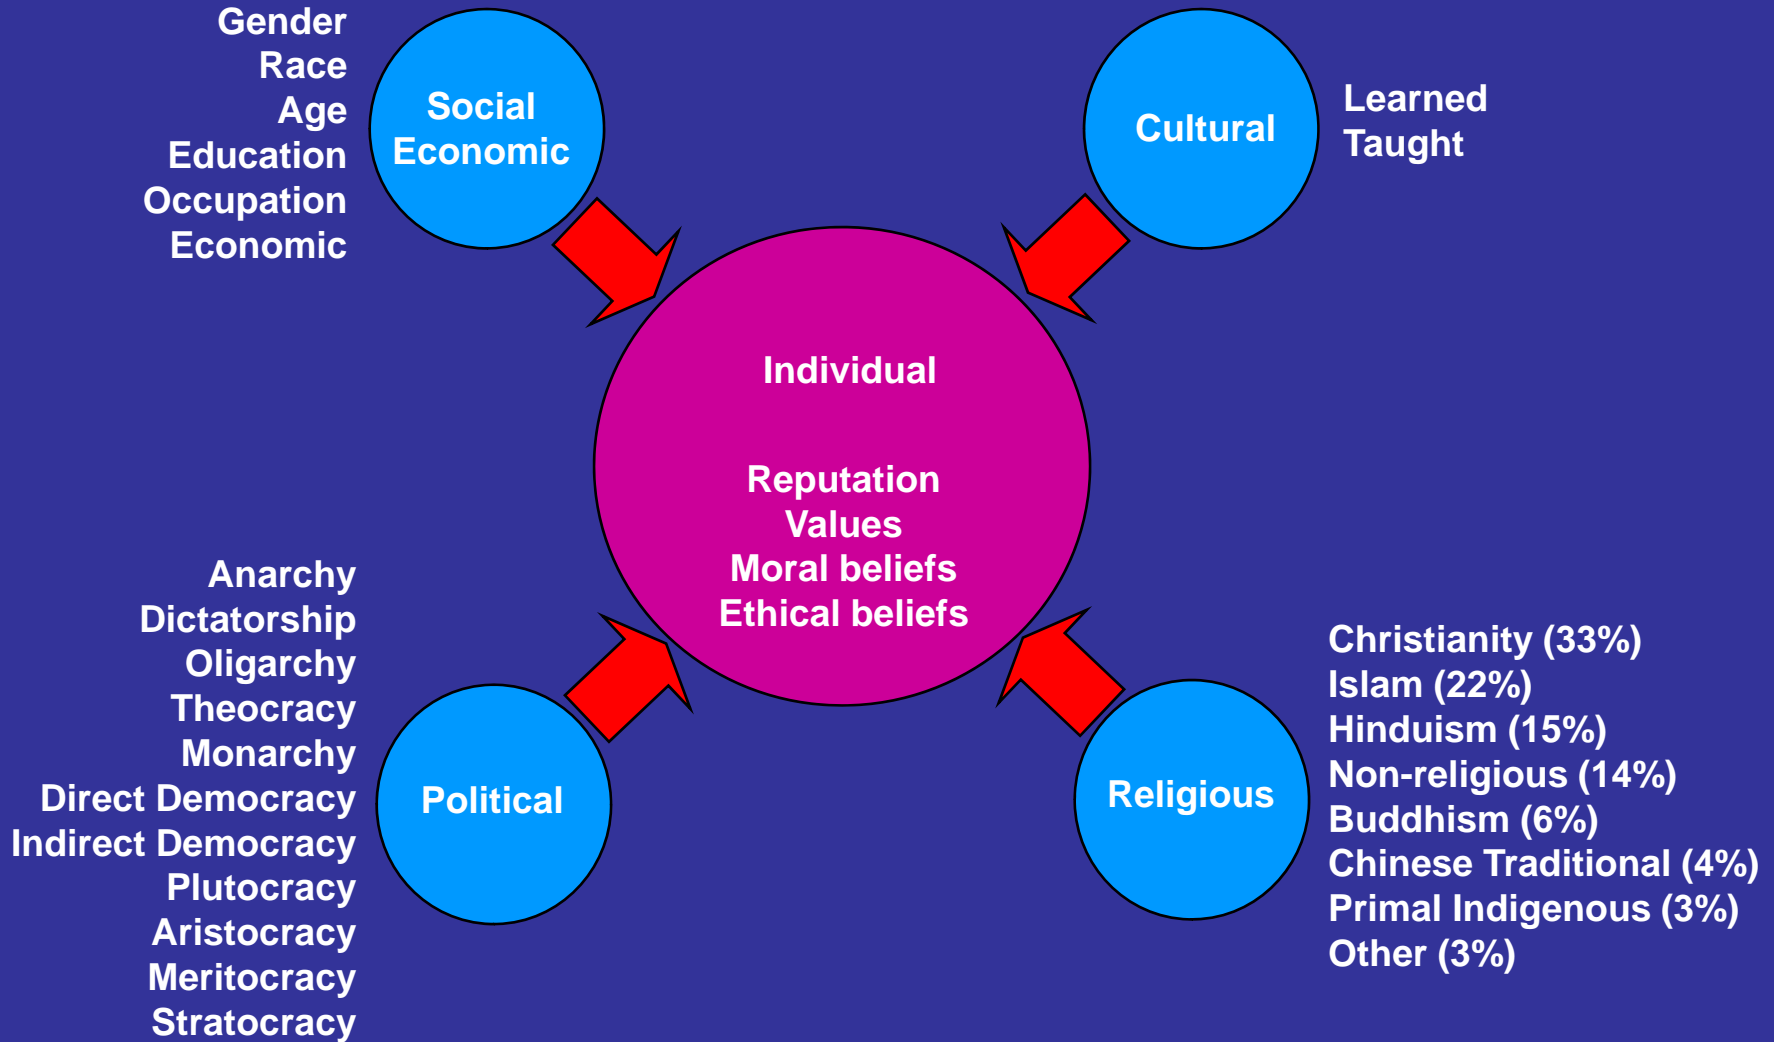 Gender
Race
Age
Education
Occupation
Economic
Social
Economic
Cultural
Learned
Taught
Individual
Reputation
Values
Moral beliefs
Ethical beliefs
Anarchy
Dictatorship
Oligarchy
Theocracy
Monarchy
Direct Democracy
Indirect Democracy
Plutocracy
Aristocracy
Meritocracy
Stratocracy
Political
Religious
Christianity (33%)
Islam (22%)
Hinduism (15%)
Non-religious (14%)
Buddhism (6%)
Chinese Traditional (4%)
Primal Indigenous (3%)
Other (3%)